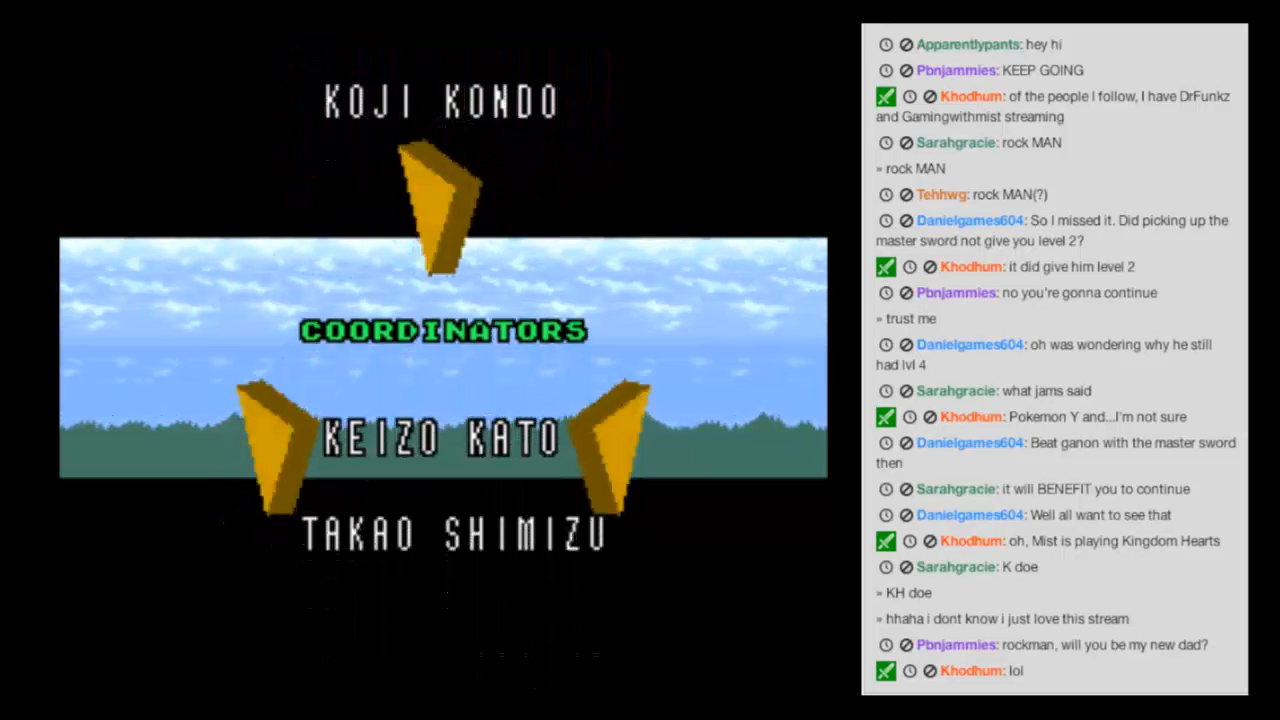 KOJI KONDO
COORDINATORS
KEIZO KATO
TAKAO SHIMIZU
Apparentlypants: hey hi
Pbnjammies: KEEP GOING
Khodhum: of the people I follow, I have DrFunkz
and Gamingwithmist streaming
Sarahgracie: rock MAN
» rock MAN
Tehhwg: rock MAN(?)
Danielgames604: So I missed it. Did picking up the
master sword not give you level 2?
Khodhum: it did give him level 2
Pbnjammies: no you're gonna continue
» trust me
Danielgames604: oh was wondering why he still
had lvl 4
Sarahgracie: what jams said
Khodhum: Pokemon Y and...I'm not sure
Danielgames604: Beat ganon with the master sword
then
Sarahgracie: it will BENEFIT you to continue
Danielgames604: Well all want to see that
Khodhum: oh, Mist is playing Kingdom Hearts
Sarahgracie: K doe
» KH doe
» hhaha i dont know i just love this stream
Pbnjammies: rockman, will you be my new dad?
Khodhum: lol